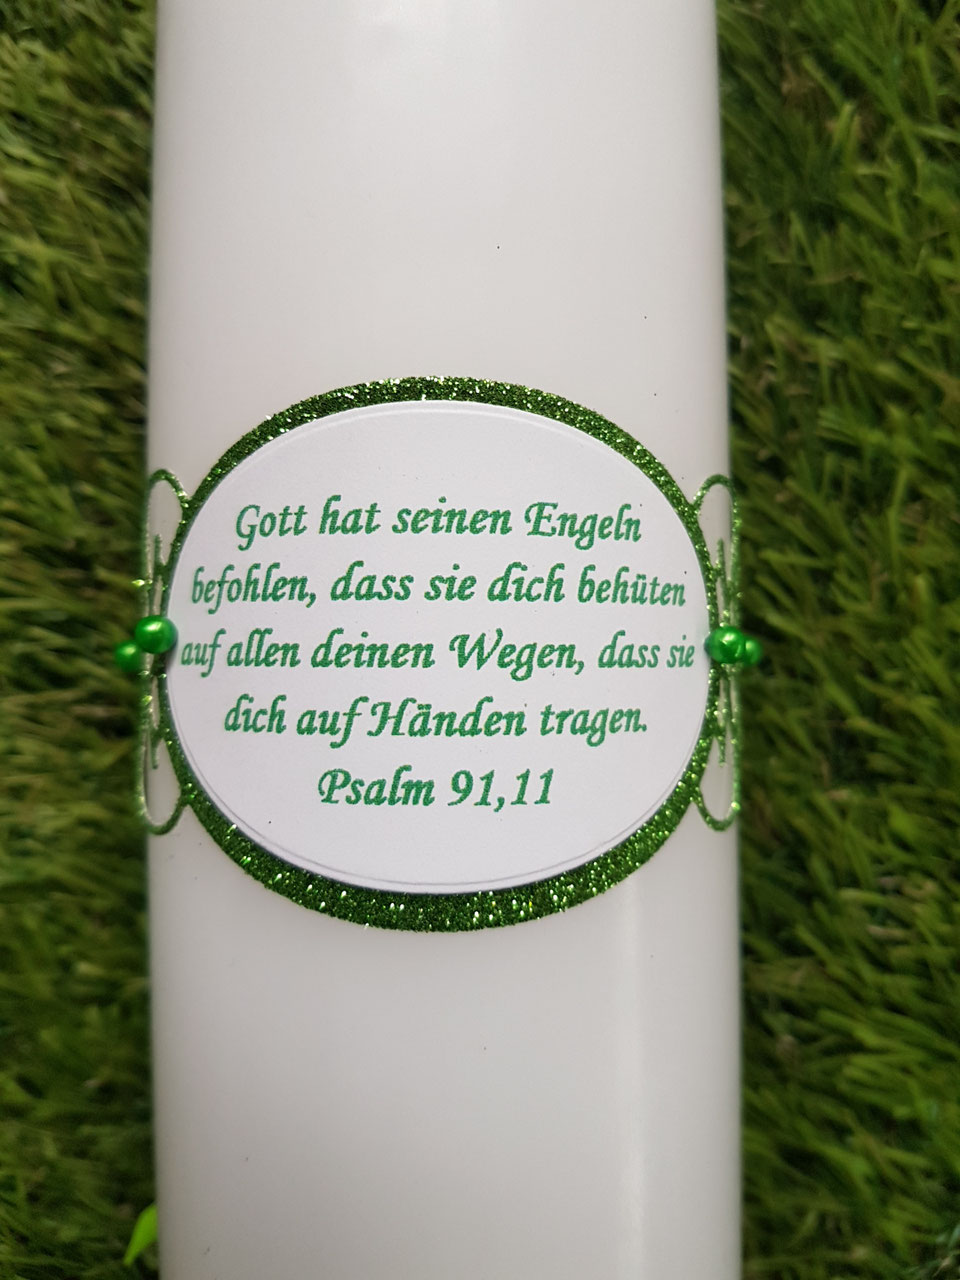 Gott hat seinen Engeln
befohlen, dass sie dich behüten
auf allen deinen Wegen, dass sie
dich auf Händen tragen.
Psalm 91,11